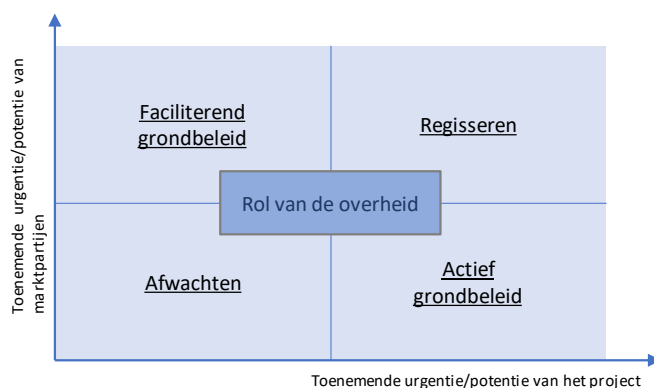 Toenemende urgentie/potentie van
marktpartijen
Faciliterend
grondbeleid
Regisseren
Rol van de overheid
Afwachten
Actief
grondbeleid
Toenemende urgentie/potentie van het project